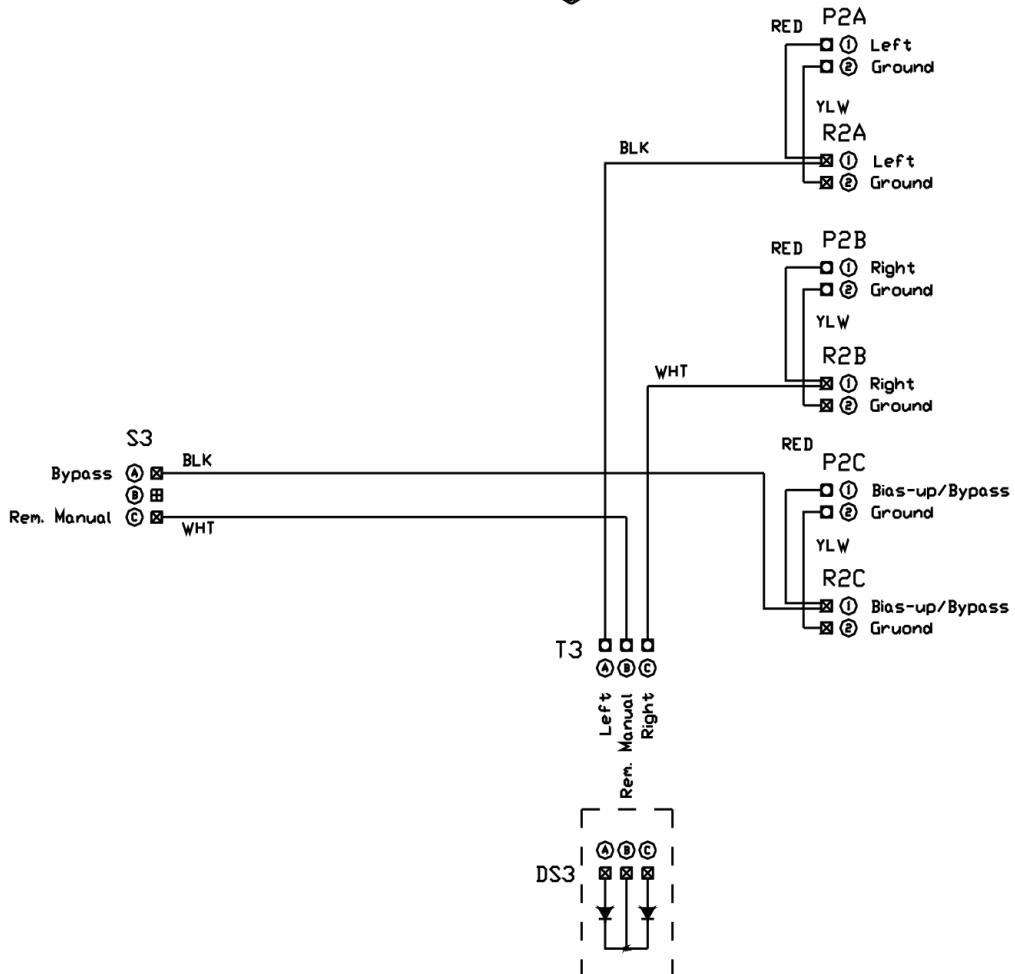 P2A
RED
1 Left
2 Ground
YLW
R2A
BLK
1 Left
2 Ground
P2B
RED
1 Right
2 Ground
YLW
R2B
WHT
1 Right
2 Ground
S3
RED
P2C
Bypass A
BLK
B
Rem. Manual C
WHT
1 Bias-up/Bypass
2 Ground
YLW
R2C
1 Bias-up/Bypass
2 Gruond
T3
A B C
Left
Rem. Manual
Right
A B C
DS3